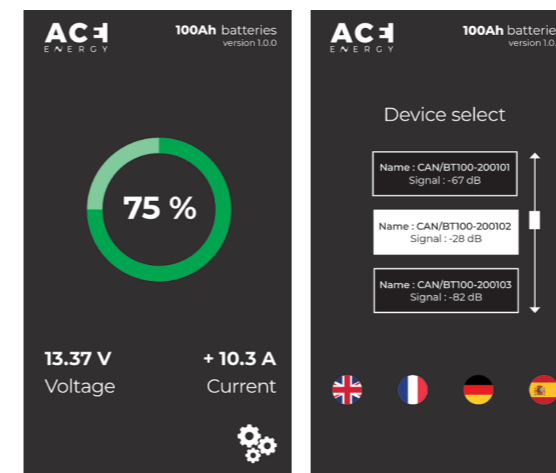 ACE
ENERGY
100Ah batteries
version 1.0.0
75 %
13.37 V
Voltage
+ 10.3 A
Current
ACE
ENERGY
100Ah batterie
version 1.0.
Device select
Name : CAN/BT100-200101
Signal : -67 dB
Name : CAN/BT100-200102
Signal : -28 dB
Name : CAN/BT100-200103
Signal : -82 dB